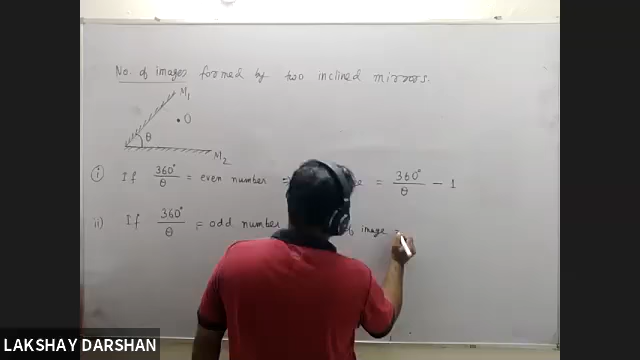 No. of images formed by two inclined mirrors.
M₁
O
θ
M₂
i If 360°/θ = even number ⇒ = 360°/θ - 1
ii) If 360°/θ = odd number of image =
LAKSHAY DARSHAN